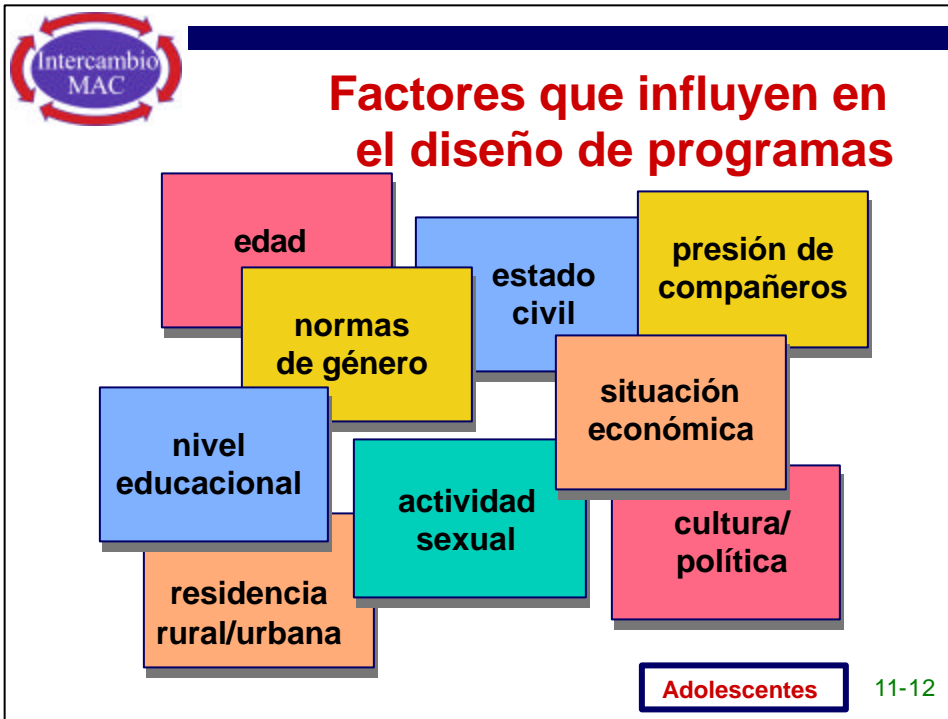 Intercambio
MAC
Factores que influyen en
el diseño de programas
edad
estado
civil
presión de
compañeros
normas
de género
situación
económica
nivel
educacional
actividad
sexual
cultura/
política
residencia
rural/urbana
Adolescentes
11-12